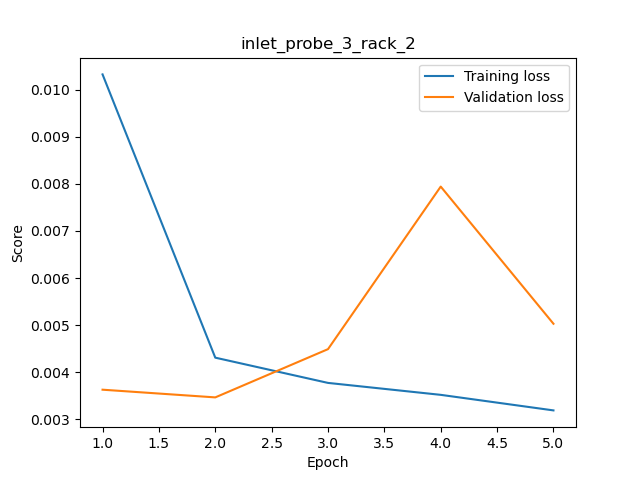 inlet_probe_3_rack_2
Training loss
Validation loss
0.010
0.009
0.008
0.007
0.006
0.005
0.004
0.003
Score
1.0 1.5 2.0 2.5 3.0 3.5 4.0 4.5 5.0
Epoch